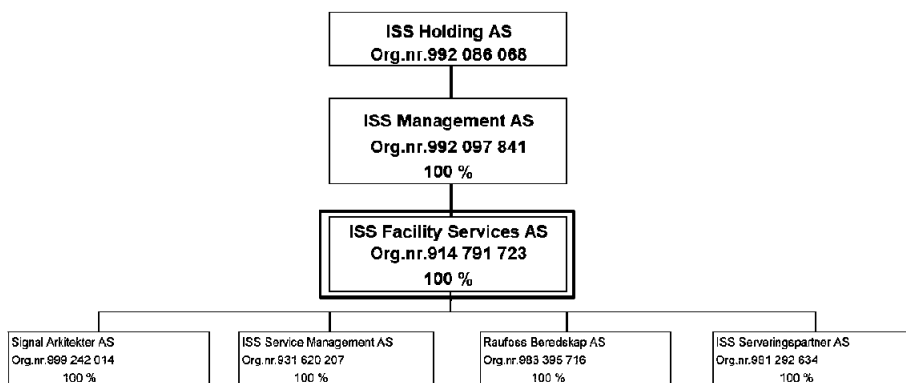 ISS Holding AS
Org.nr.992 086 068
ISS Management AS
Org.nr.992 097 841
100 %
ISS Facility Services AS
Org.nr.914 791 723
100 %
Signal Arkitekter AS
Org.nr.999 242 014
100 %
ISS Service Management AS
Org.nr.931 620 207
100 %
Raufoss Beredskap AS
Org.nr.983 395 716
100 %
ISS Serveringspartner AS
Org.nr.981 292 634
100 %